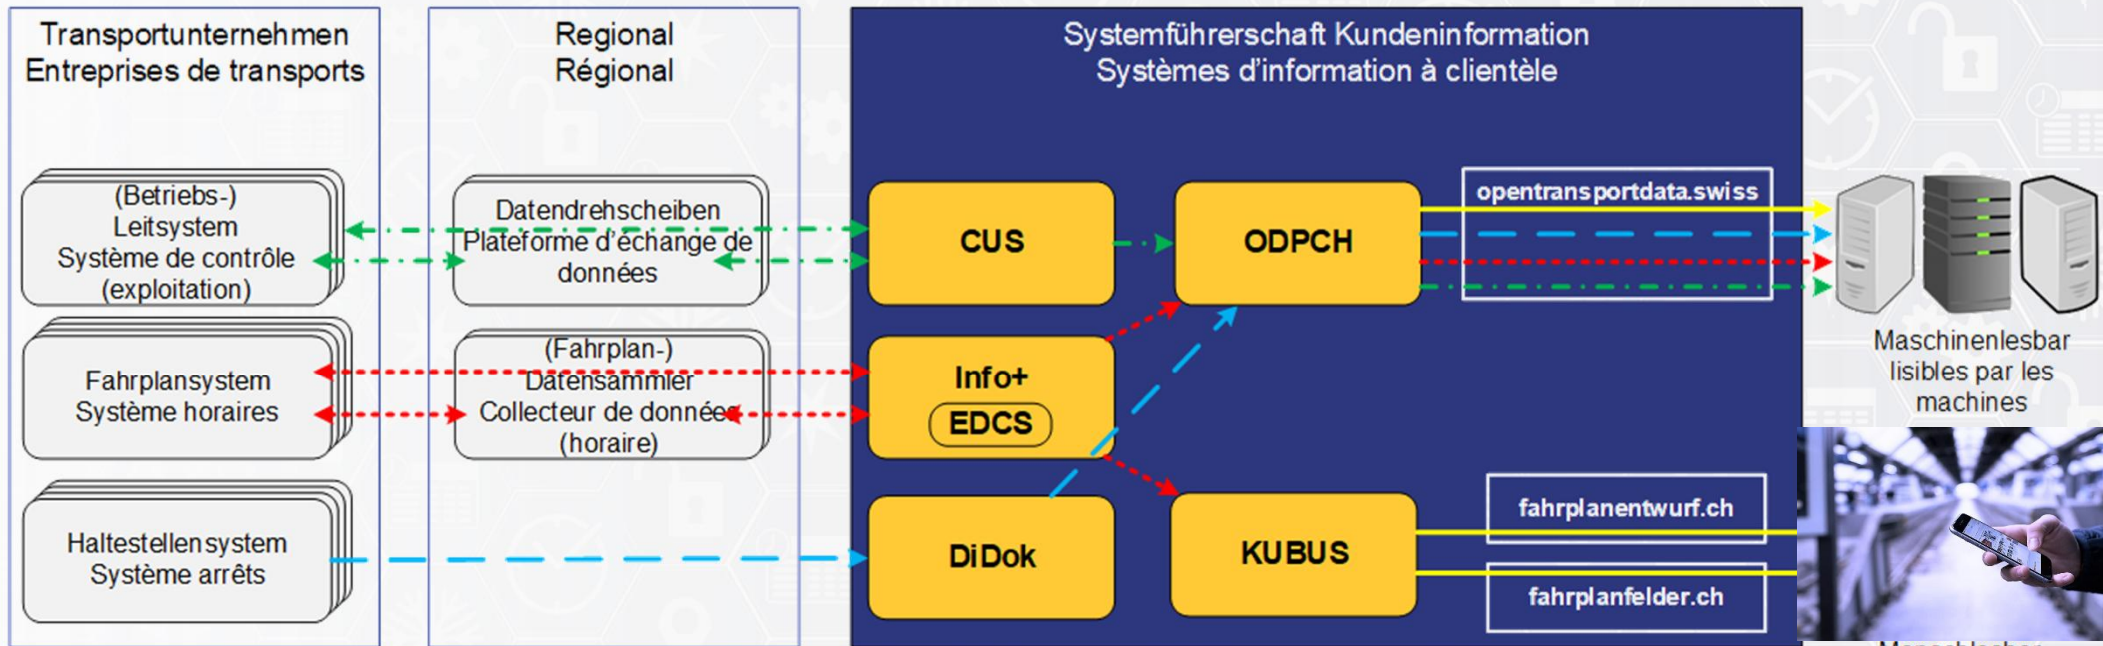 Transportunternehmen
Entreprises de transports
Regional
Régional
Systemführerschaft Kundeninformation
Systèmes d'information à clientèle
(Betriebs-)
Leitsystem
Système de contrôle
(exploitation)
Datendrehscheiben
Plateforme d'échange de
données
CUS
ODPCH
opentransportdata.swiss
Maschinenlesbar
lisibles par les
machines
Fahrplansystem
Système horaires
(Fahrplan-)
Datensammler
Collecteur de données
(horaire)
Info+
EDCS
Haltestellensystem
Système arrêts
DiDok
KUBUS
fahrplanentwurf.ch
fahrplanfelder.ch